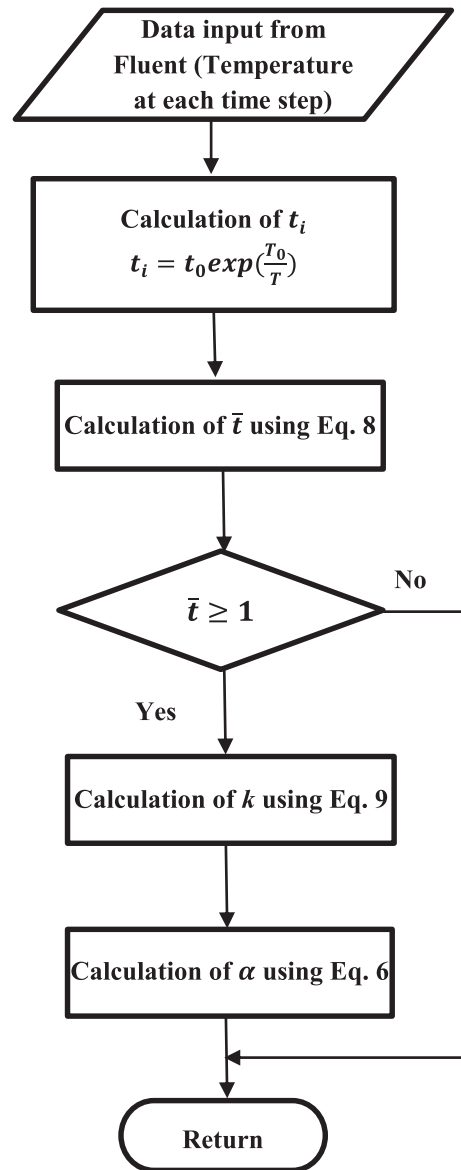 Data input from
Fluent (Temperature
at each time step)
Calculation of tᵢ
tᵢ = t₀exp(T₀/T)
Calculation of t̄ using Eq. 8
No
t̄ ≥ 1
Yes
Calculation of k using Eq. 9
Calculation of α using Eq. 6
Return